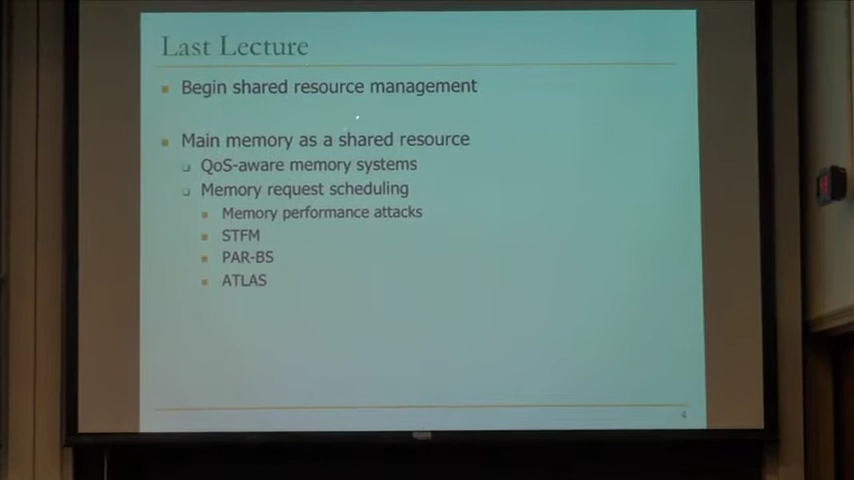 Last Lecture
Begin shared resource management
Main memory as a shared resource
QoS-aware memory systems
Memory request scheduling
Memory performance attacks
STFM
PAR-BS
ATLAS
4